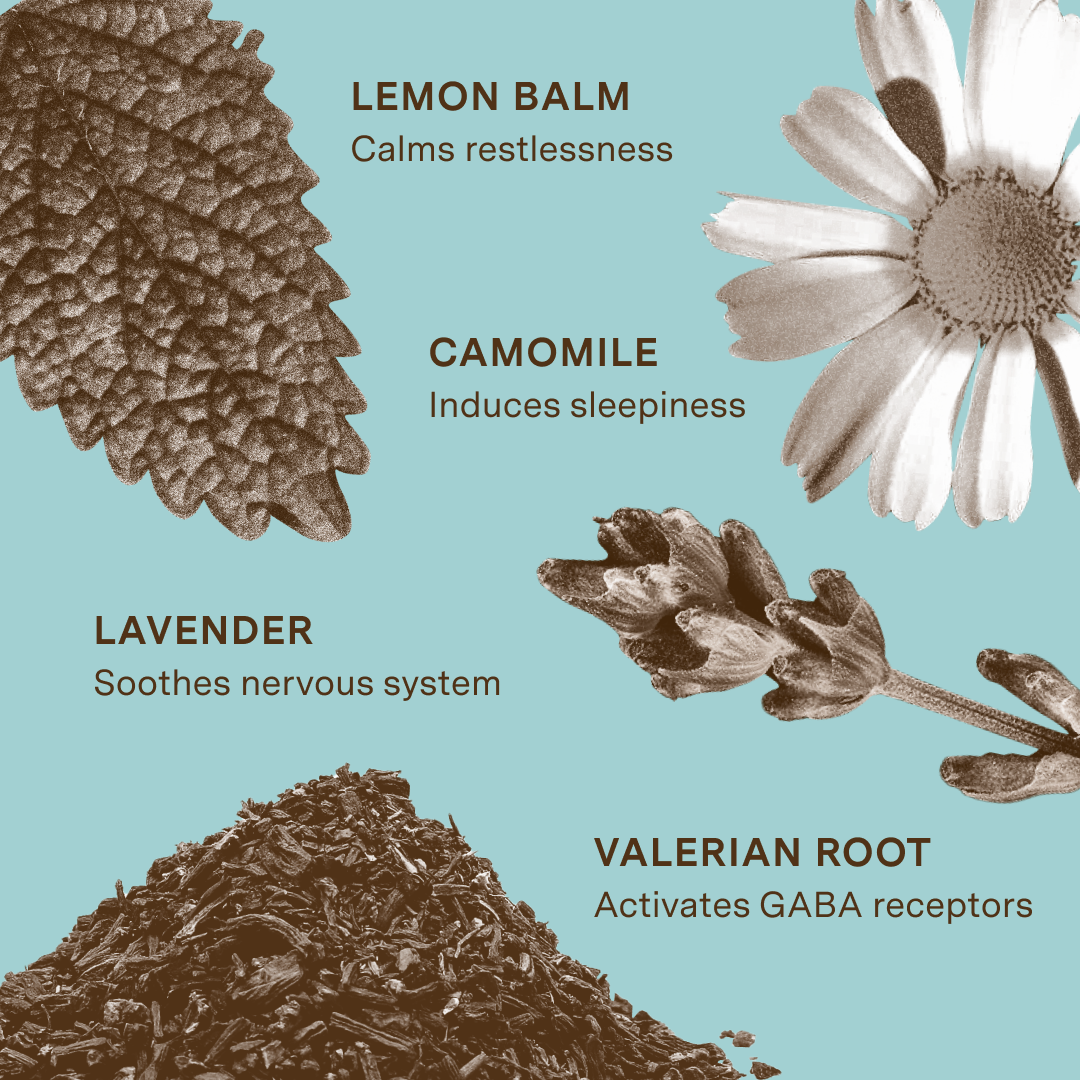 LEMON BALM
Calms restlessness
CAMOMILE
Induces sleepiness
LAVENDER
Soothes nervous system
VALERIAN ROOT
Activates GABA receptors